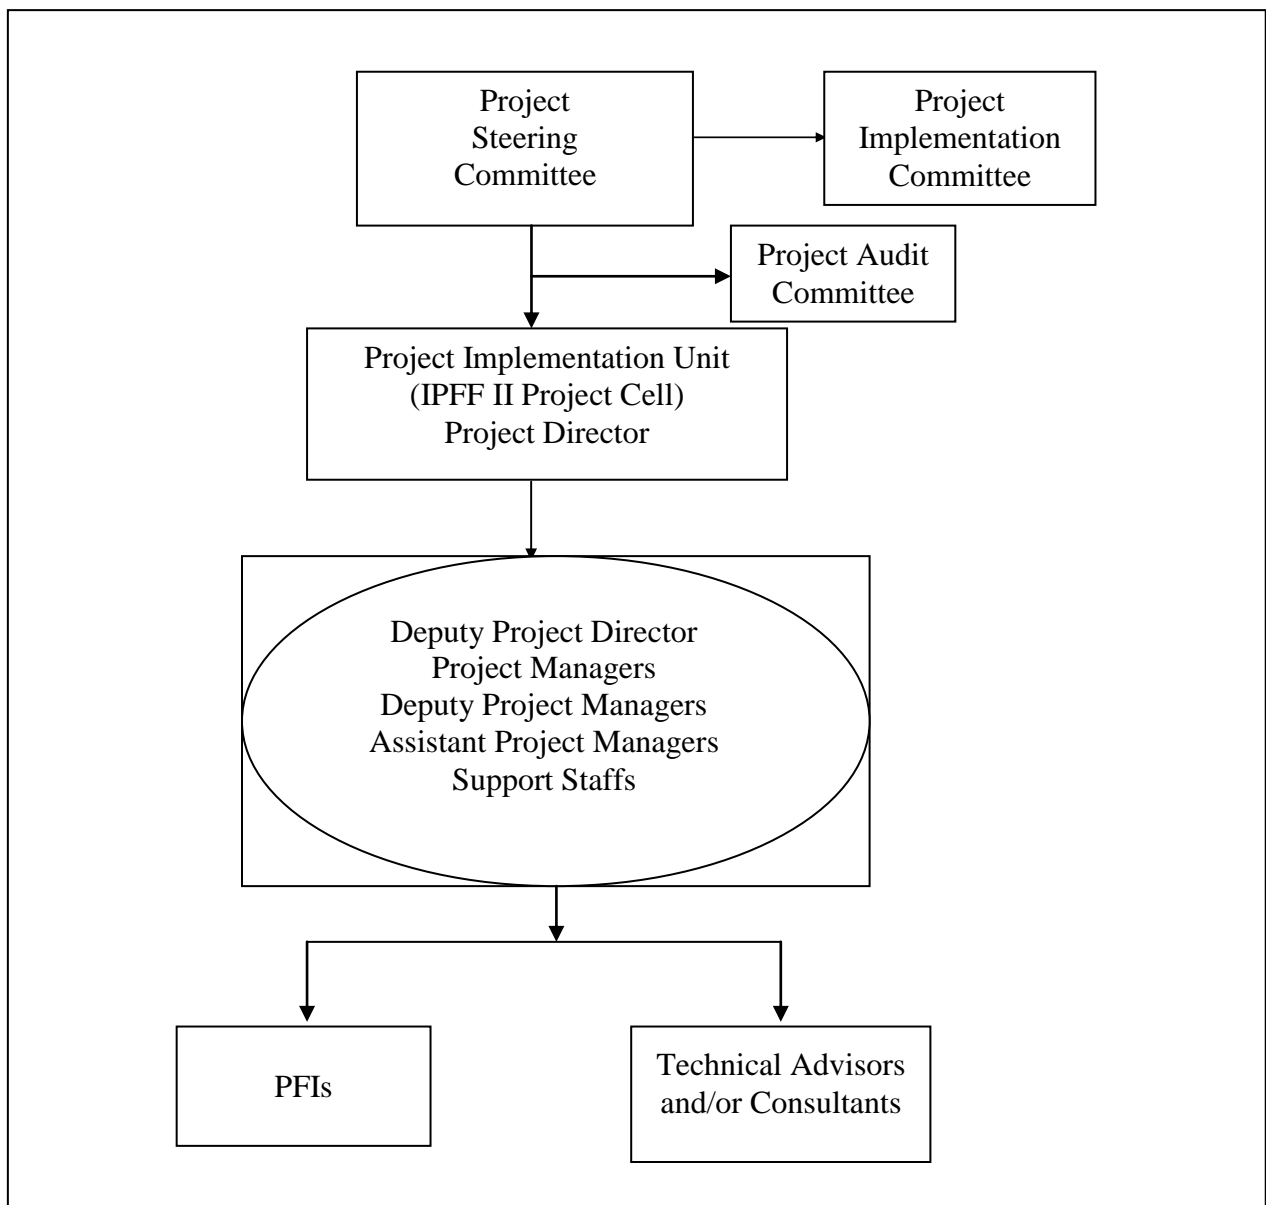 Project
Steering
Committee
Project
Implementation
Committee
Project Audit
Committee
Project Implementation Unit
(IPFF II Project Cell)
Project Director
Deputy Project Director
Project Managers
Deputy Project Managers
Assistant Project Managers
Support Staffs
PFIs
Technical Advisors
and/or Consultants